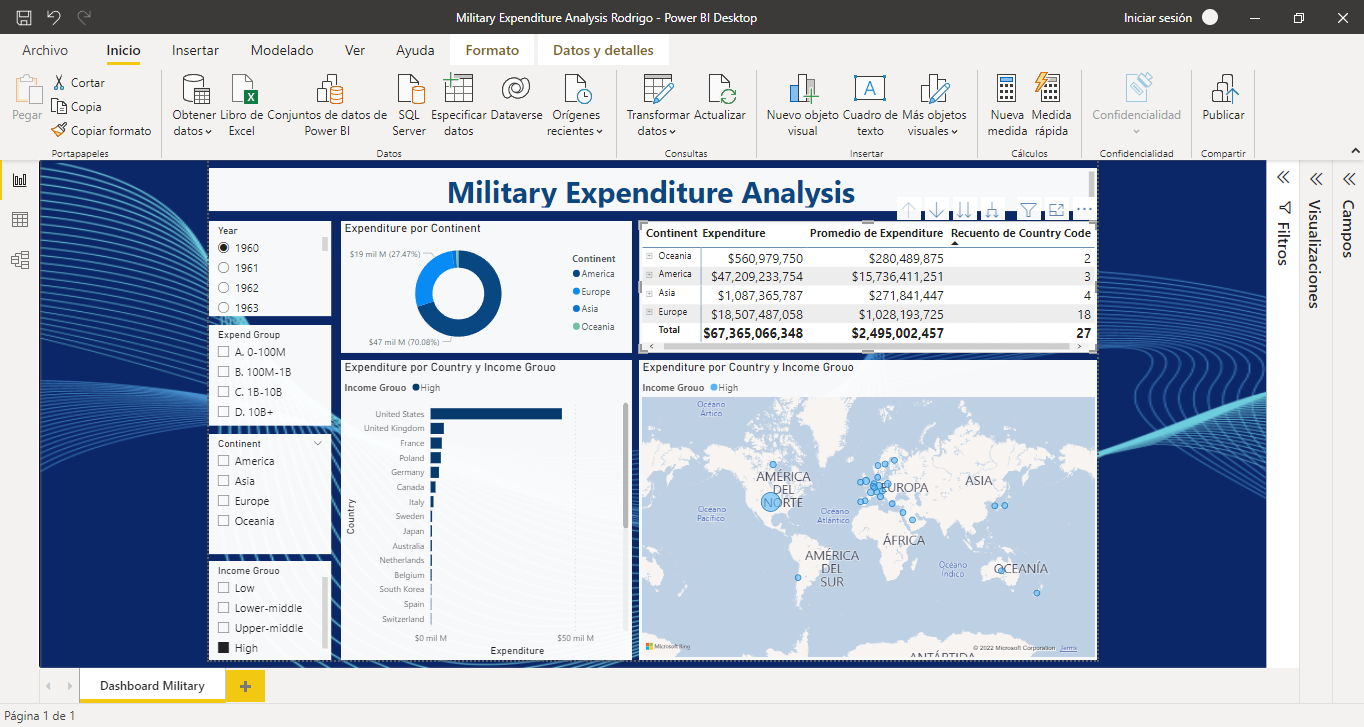 Military Expenditure Analysis Rodrigo - Power BI Desktop
Iniciar sesión
Archivo Inicio Insertar Modelado Ver Ayuda Formato Datos y detalles
Pegar
Cortar
Copia
Copiar formato
Portapapeles
Obtener datos
Libro de Excel
Conjuntos de datos de Power BI
SQL Server
Especificar datos
Dataverse
Orígenes recientes
Datos
Transformar datos
Actualizar
Consultas
Nuevo objeto visual
Cuadro de texto
Más objetos visuales
Insertar
Nueva medida
Medida rápida
Cálculos
Confidencialidad
Confidencialidad
Publicar
Compartir
Military Expenditure Analysis
Year
1960
1961
1962
1963
Expend Group
A. 0-100M
B. 100M-1B
C. 1B-10B
D. 10B+
Continent
America
Asia
Europe
Oceania
Income Grouo
Low
Lower-middle
Upper-middle
High
Expenditure por Continent
$19 mil M (27.47%)
$47 mil M (70.08%)
Continent
America
Europe
Asia
Oceania
Continent Expenditure Promedio de Expenditure Recuento de Country Code
Oceania $560,979,750 $280,489,875 2
America $47,209,233,754 $15,736,411,251 3
Asia $1,087,365,787 $271,841,447 4
Europe $18,507,487,058 $1,028,193,725 18
Total $67,365,066,348 $2,495,002,457 27
Expenditure por Country y Income Grouo
Income Grouo High
Country
United States
United Kingdom
France
Poland
Germany
Canada
Italy
Sweden
Japan
Australia
Netherlands
Belgium
South Korea
Spain
Switzerland
$0 mil M $50 mil M
Expenditure
Expenditure por Country y Income Grouo
Income Grouo High
Océano Ártico
AMÉRICA DEL NORTE
EUROPA
ASIA
Océano Pacífico
Océano Atlántico
ÁFRICA
AMÉRICA DEL SUR
Océano Índico
OCEANÍA
ANTÁRTIDA
Microsoft Bing
© 2022 Microsoft Corporation Terms
Filtros
Visualizaciones
Campos
Dashboard Military
Página 1 de 1